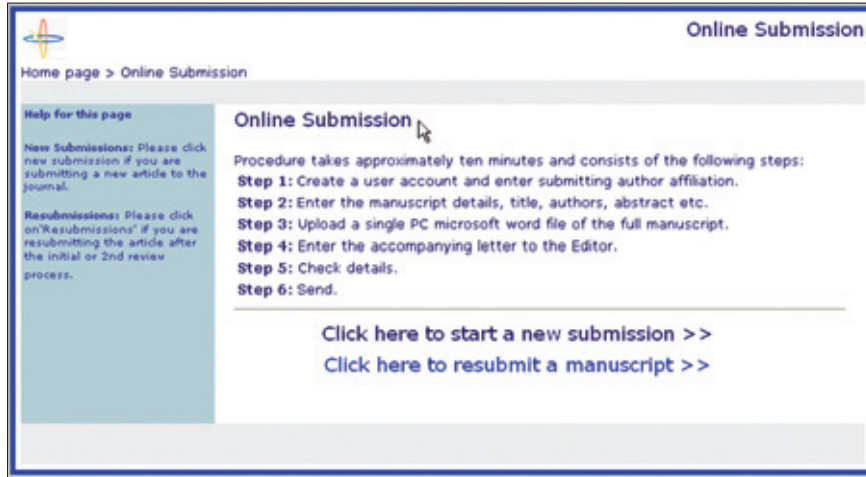 Online Submission
Home page > Online Submission
Help for this page
New Submissions: Please click
new submission if you are
submitting a new article to the
journal.
Resubmissions: Please click
on'Resubmissions' if you are
resubmitting the article after
the initial or 2nd review
process.
Online Submission
Procedure takes approximately ten minutes and consists of the following steps:
Step 1: Create a user account and enter submitting author affiliation.
Step 2: Enter the manuscript details, title, authors, abstract etc.
Step 3: Upload a single PC microsoft word file of the full manuscript.
Step 4: Enter the accompanying letter to the Editor.
Step 5: Check details.
Step 6: Send.
Click here to start a new submission >>
Click here to resubmit a manuscript >>